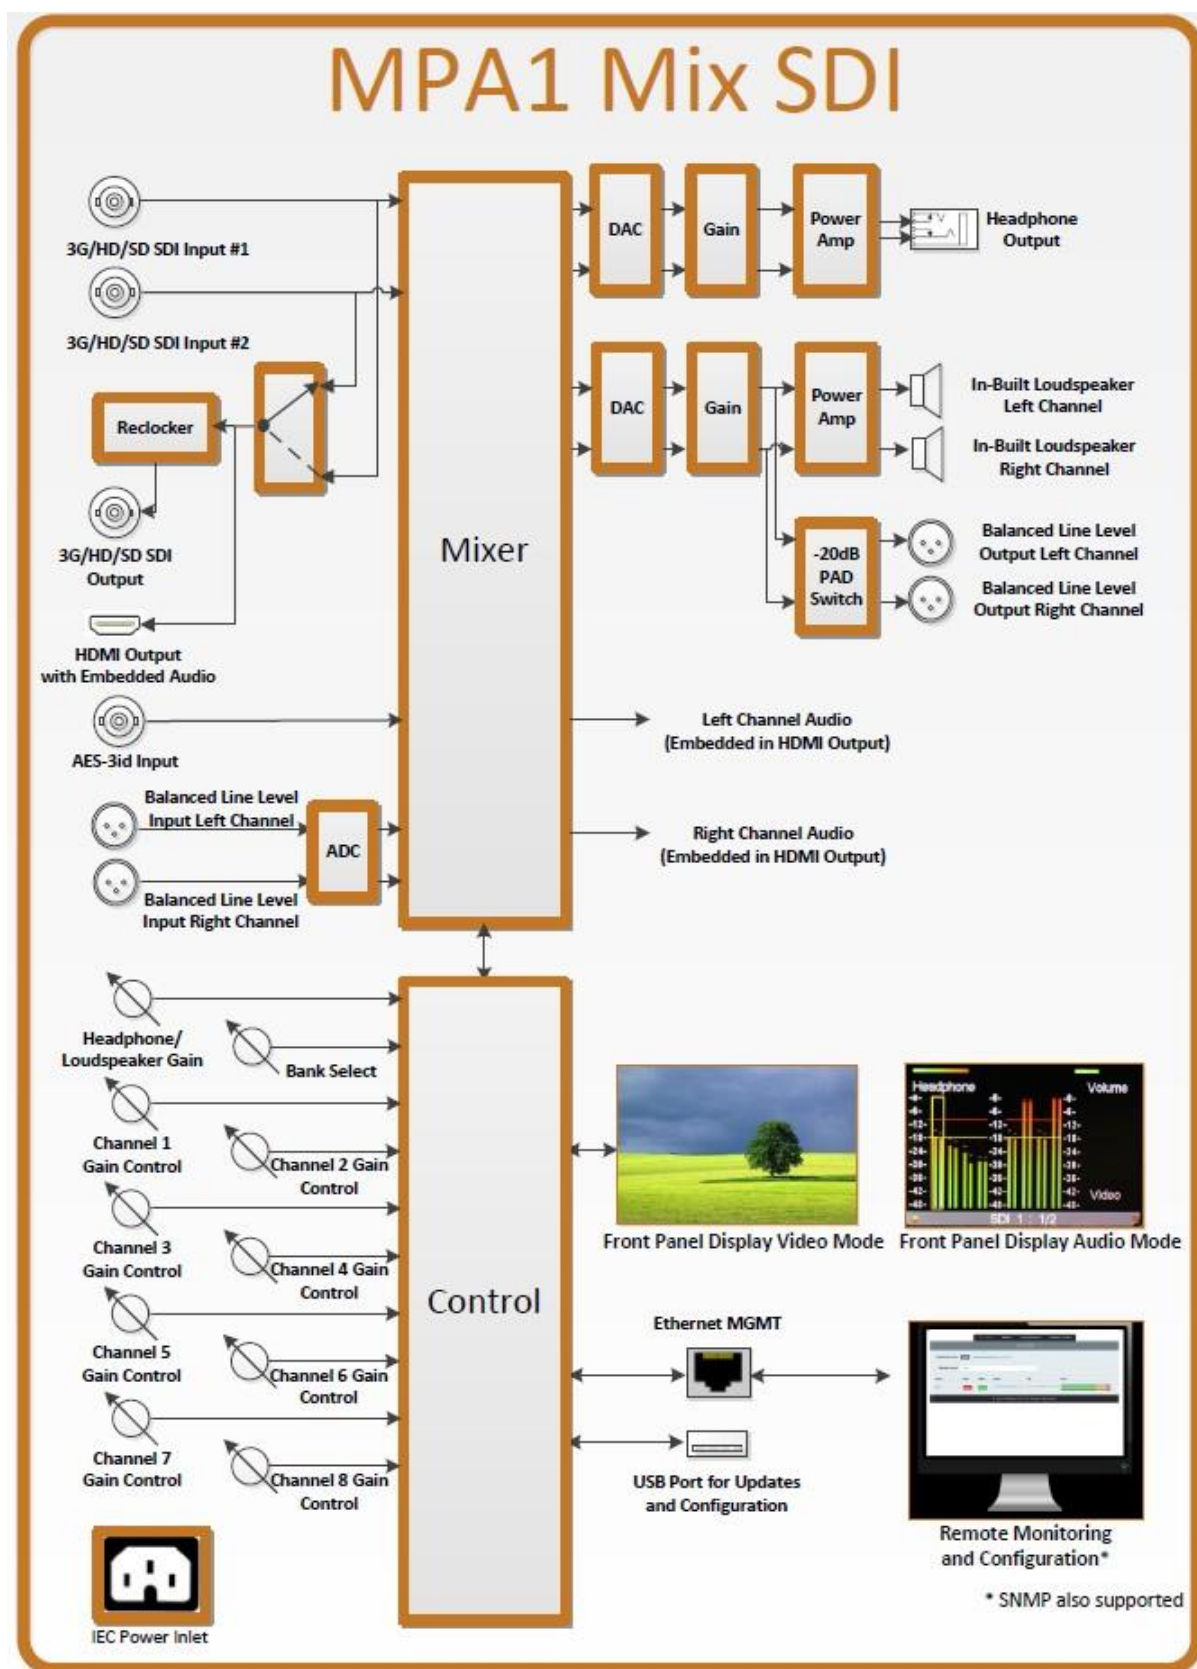 MPA1 Mix SDI
3G/HD/SD SDI Input #1
3G/HD/SD SDI Input #2
Reclocker
3G/HD/SD SDI
Output
HDMI Output
with Embedded Audio
AES-3id Input
Balanced Line Level
Input Left Channel
ADC
Balanced Line Level
Input Right Channel
Mixer
DAC
Gain
Power
Amp
Headphone
Output
DAC
Gain
Power
Amp
In-Built Loudspeaker
Left Channel
In-Built Loudspeaker
Right Channel
-20dB
PAD
Switch
Balanced Line Level
Output Left Channel
Balanced Line Level
Output Right Channel
Left Channel Audio
(Embedded in HDMI Output)
Right Channel Audio
(Embedded in HDMI Output)
Headphone/
Loudspeaker Gain
Bank Select
Channel 1
Gain Control
Channel 2 Gain
Control
Channel 3
Gain Control
Channel 4 Gain
Control
Channel 5
Gain Control
Channel 6 Gain
Control
Channel 7
Gain Control
Channel 8 Gain
Control
Control
Headphone
Volume
Video
SDI 1 : 1/2
Front Panel Display Video Mode
Front Panel Display Audio Mode
Ethernet MGMT
USB Port for Updates
and Configuration
Remote Monitoring
and Configuration*
* SNMP also supported
IEC Power Inlet